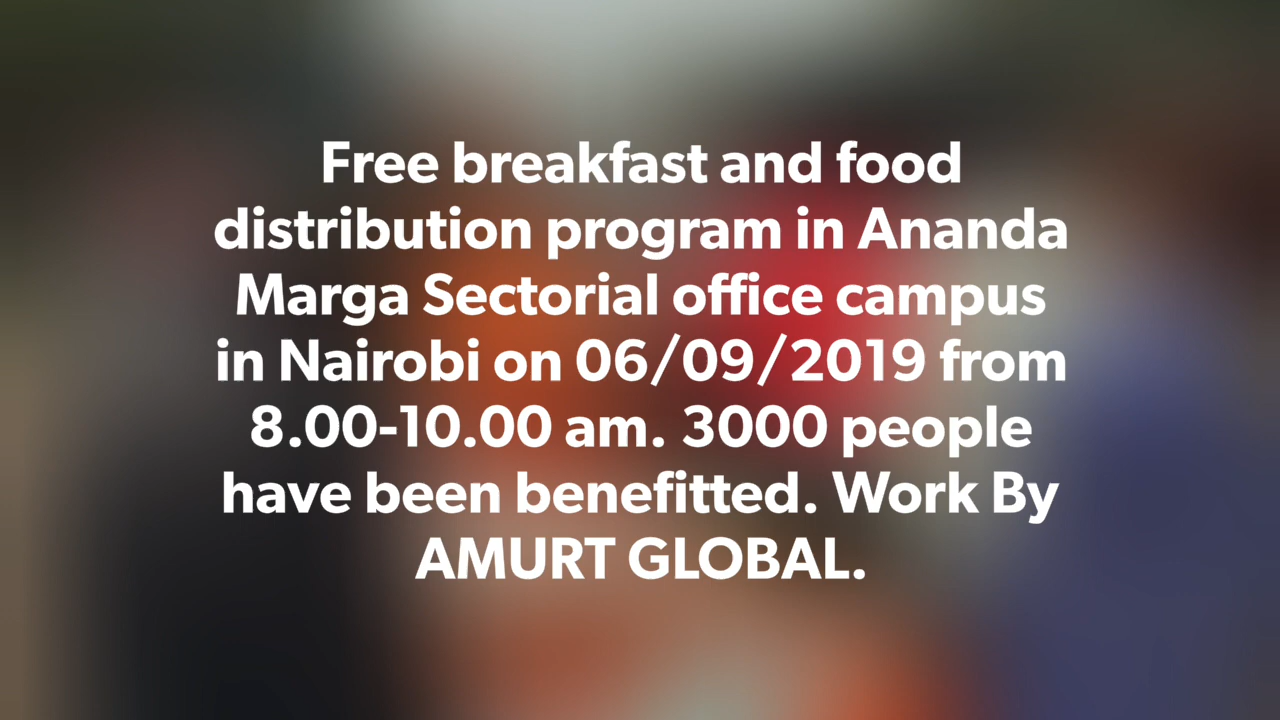 Free breakfast and food
distribution program in Ananda
Marga Sectorial office campus
in Nairobi on 06/09/2019 from
8.00-10.00 am. 3000 people
have been benefitted. Work By
AMURT GLOBAL.